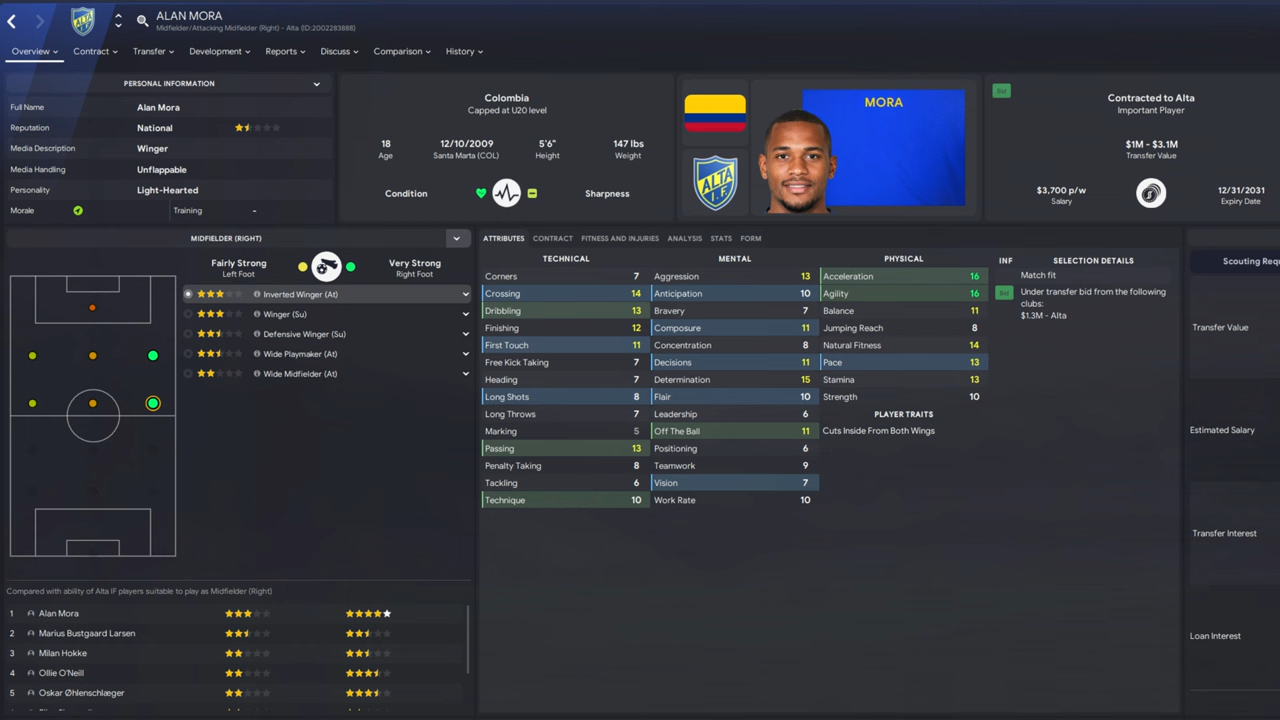 ALAN MORA
Midfielder/Attacking Midfielder (Right) - Alta (ID:2002283888)
Overview Contract Transfer Development Reports Discuss Comparison History
PERSONAL INFORMATION
Full Name Alan Mora
Reputation National
Media Description Winger
Media Handling Unflappable
Personality Light-Hearted
Morale Training -
Colombia
Capped at U20 level
18 12/10/2009 5'6" 147 lbs
Age Santa Marta (COL) Height Weight
Condition Sharpness
MORA
ALTA I.F.
Bid
Contracted to Alta
Important Player
$1M - $3.1M
Transfer Value
$3,700 p/w 12/31/2031
Salary Expiry Date
MIDFIELDER (RIGHT)
Fairly Strong Very Strong
Left Foot Right Foot
Inverted Winger (At)
Winger (Su)
Defensive Winger (Su)
Wide Playmaker (At)
Wide Midfielder (At)
Compared with ability of Alta IF players suitable to play as Midfielder (Right)
1 Alan Mora
2 Marius Bustgaard Larsen
3 Milan Hokke
4 Ollie O'Neill
5 Oskar Øhlenschlæger
ATTRIBUTES CONTRACT FITNESS AND INJURIES ANALYSIS STATS FORM
TECHNICAL MENTAL PHYSICAL
Corners 7 Aggression 13 Acceleration 16
Crossing 14 Anticipation 10 Agility 16
Dribbling 13 Bravery 7 Balance 11
Finishing 12 Composure 11 Jumping Reach 8
First Touch 11 Concentration 8 Natural Fitness 14
Free Kick Taking 7 Decisions 11 Pace 13
Heading 7 Determination 15 Stamina 13
Long Shots 8 Flair 10 Strength 10
Long Throws 7 Leadership 6 PLAYER TRAITS
Marking 5 Off The Ball 11 Cuts Inside From Both Wings
Passing 13 Positioning 6
Penalty Taking 8 Teamwork 9
Tackling 6 Vision 7
Technique 10 Work Rate 10
INF SELECTION DETAILS
Match fit
Bid Under transfer bid from the following
clubs:
$1.3M - Alta
Scouting Requ
Transfer Value
Estimated Salary
Transfer Interest
Loan Interest